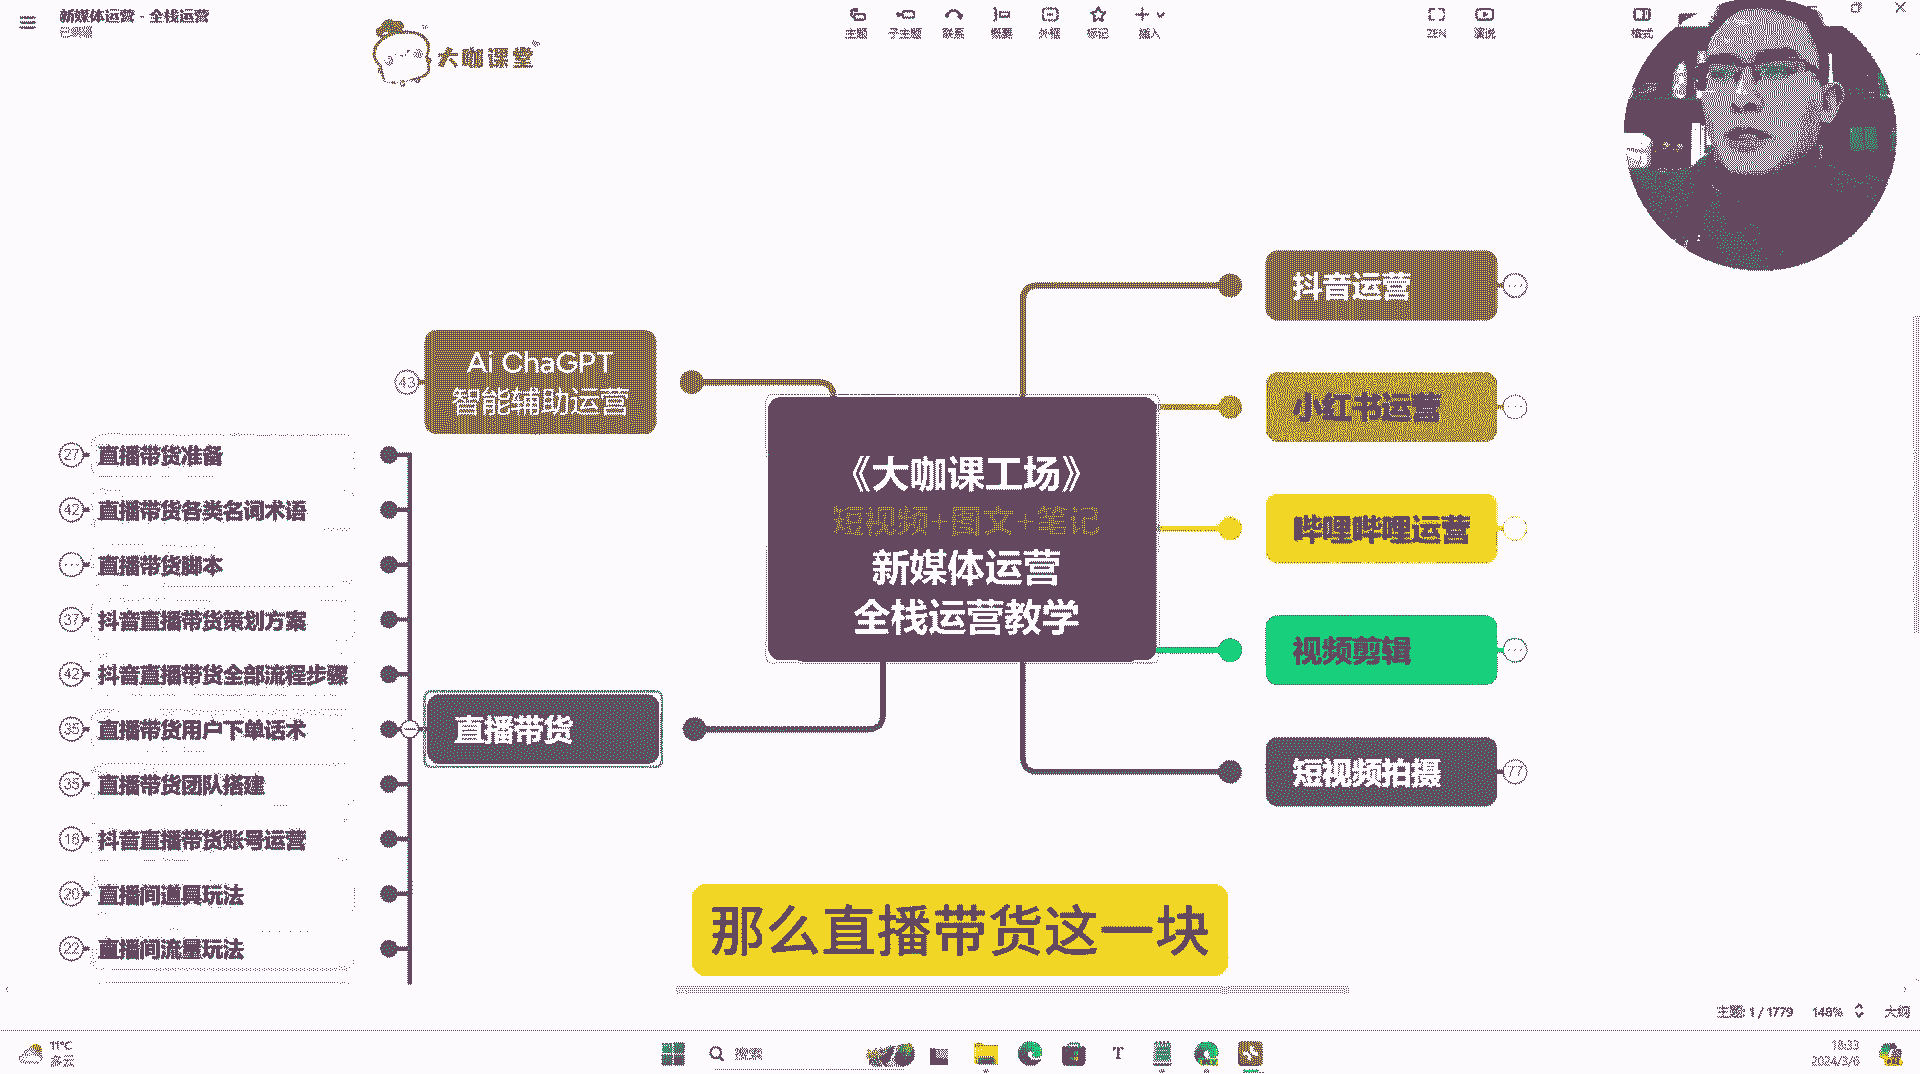 新媒体运营 - 全栈运营
已编辑
主题
子主题
联系
概要
外框
标记
插入
ZEN
演说
格式
大咖课堂
抖音运营
小红书运营
哔哩哔哩运营
视频剪辑
短视频拍摄
77
Ai ChaGPT
智能辅助运营
43
《大咖课工场》
短视频+图文+笔记
新媒体运营
全栈运营教学
直播带货
27
直播带货准备
42
直播带货各类名词术语
直播带货脚本
37
抖音直播带货策划方案
42
抖音直播带货全部流程步骤
35
直播带货用户下单话术
35
直播带货团队搭建
16
抖音直播带货账号运营
20
直播间道具玩法
22
直播间流量玩法
那么直播带货这一块
主题: 1 / 1779
148%
大纲
11°C
多云
搜索
18:33
2024/3/6